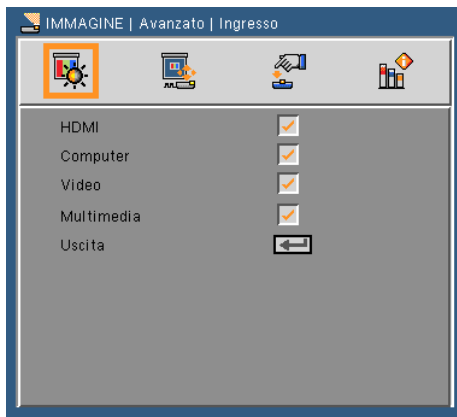 IMMAGINE | Avanzato | Ingresso
HDMI
Computer
Video
Multimedia
Uscita